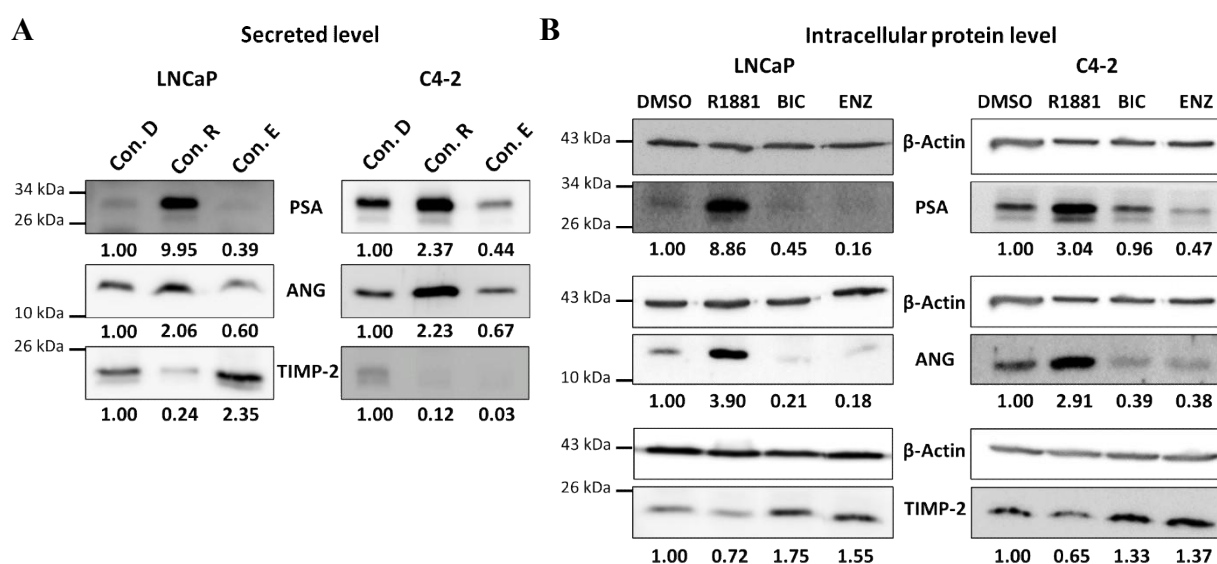 A
Secreted level
LNCaP
C4-2
Con. D
Con. R
Con. E
Con. D
Con. R
Con. E
34 kDa
26 kDa
PSA
1.00 9.95 0.39
1.00 2.37 0.44
ANG
10 kDa
1.00 2.06 0.60
1.00 2.23 0.67
26 kDa
TIMP-2
1.00 0.24 2.35
1.00 0.12 0.03
B
Intracellular protein level
LNCaP
C4-2
DMSO R1881 BIC ENZ
DMSO R1881 BIC ENZ
43 kDa
β-Actin
34 kDa
26 kDa
PSA
1.00 8.86 0.45 0.16
1.00 3.04 0.96 0.47
43 kDa
β-Actin
ANG
10 kDa
1.00 3.90 0.21 0.18
1.00 2.91 0.39 0.38
43 kDa
β-Actin
26 kDa
TIMP-2
1.00 0.72 1.75 1.55
1.00 0.65 1.33 1.37